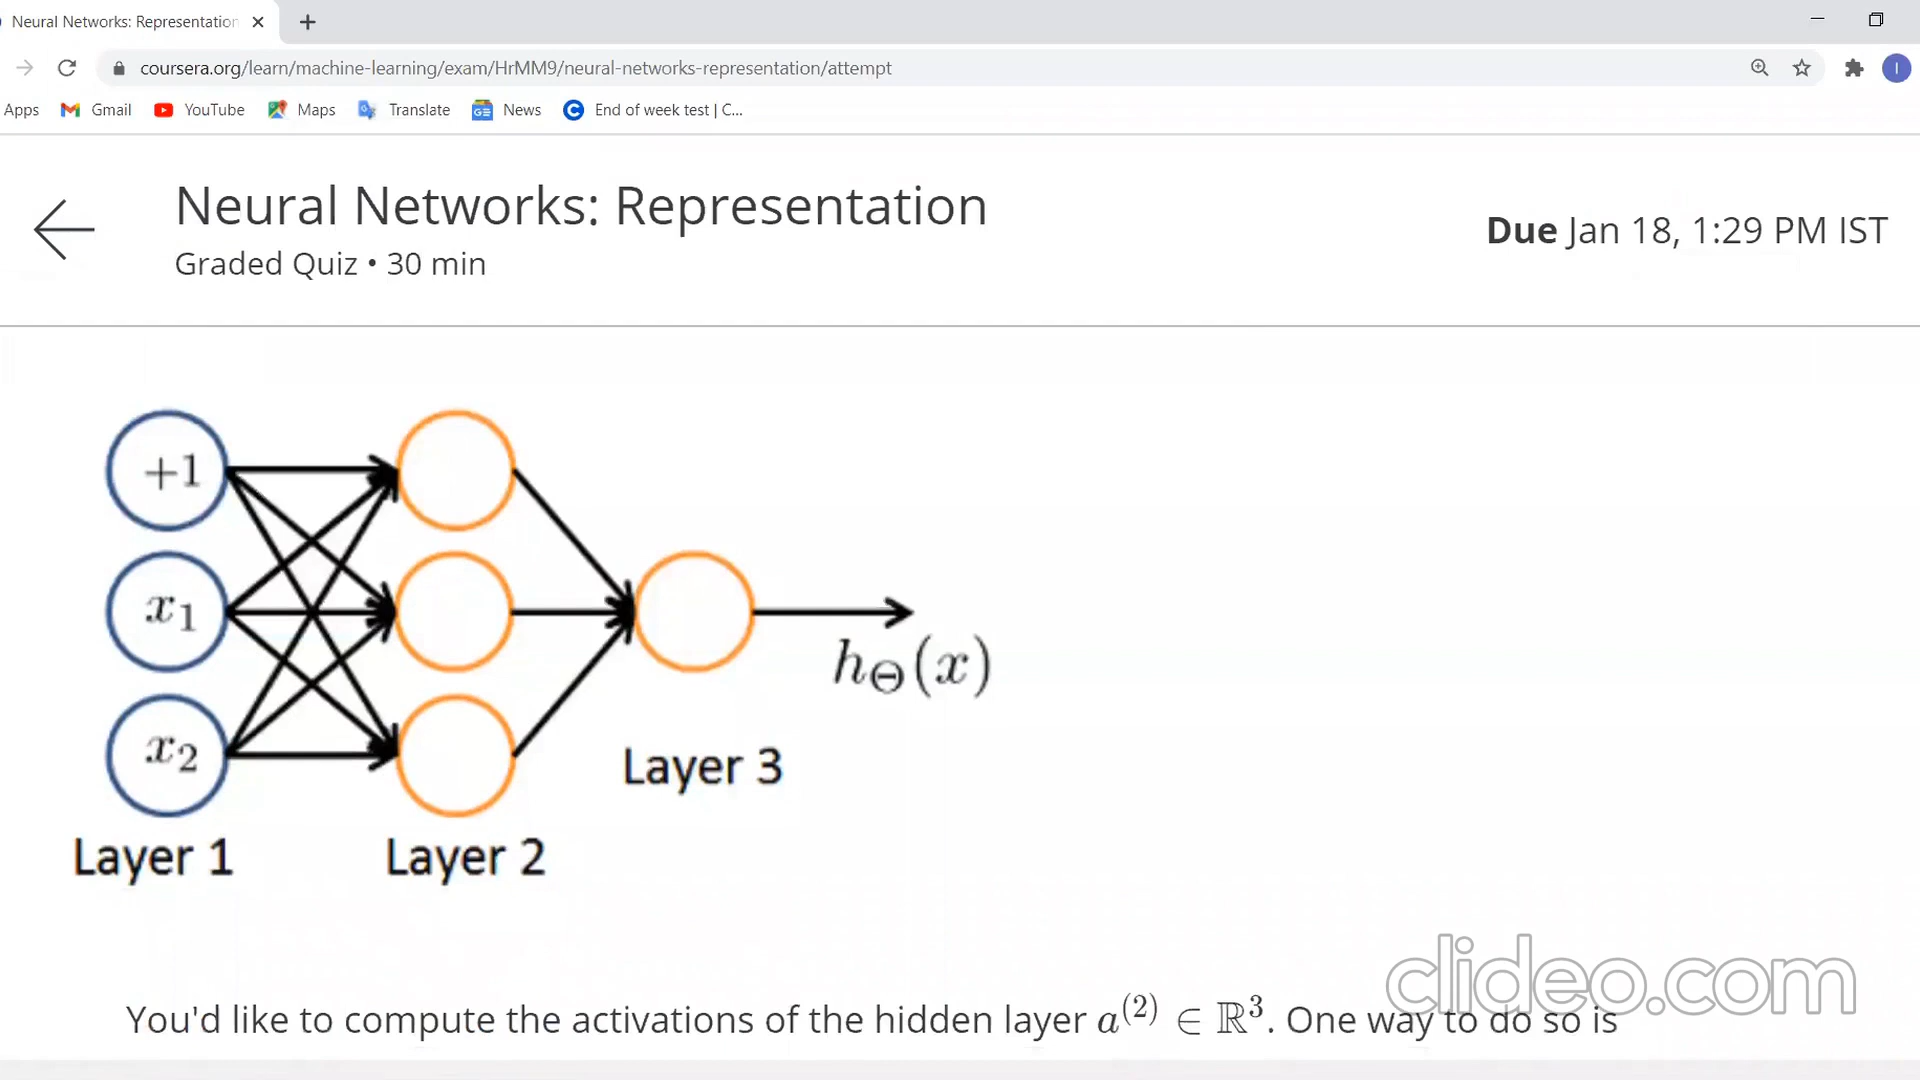 Neural Networks: Representation
coursera.org/learn/machine-learning/exam/HrMM9/neural-networks-representation/attempt
I
Apps Gmail YouTube Maps Translate News End of week test | C...
Neural Networks: Representation
Graded Quiz • 30 min
Due Jan 18, 1:29 PM IST
+1
x₁
x₂
h_Θ(x)
Layer 3
Layer 1 Layer 2
clideo.com
You'd like to compute the activations of the hidden layer a⁽²⁾ ∈ ℝ³. One way to do so is